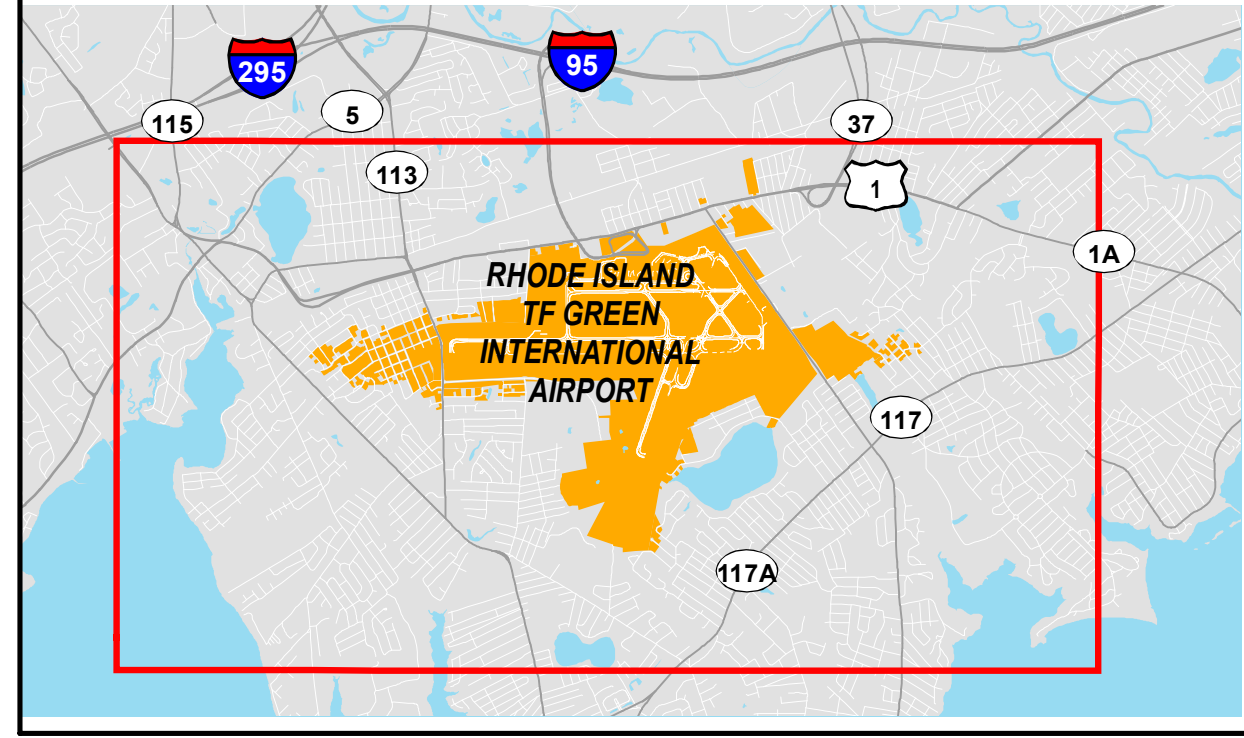 295
95
115
5
37
113
1
1A
RHODE ISLAND
TF GREEN
INTERNATIONAL
AIRPORT
117
117A